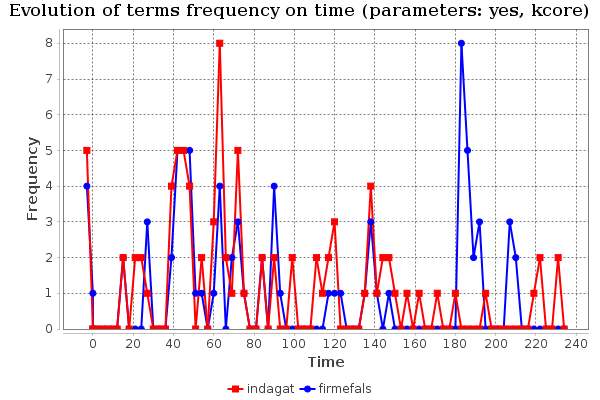 Evolution of terms frequency on time (parameters: yes, kcore)
8
7
6
5
4
3
2
1
0
Frequency
0 20 40 60 80 100 120 140 160 180 200 220 240
Time
indagat firmefals